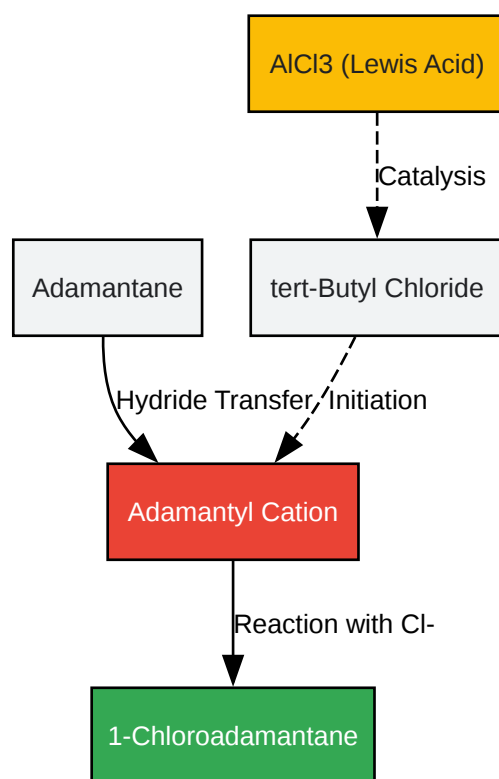 AlCl3 (Lewis Acid)
Catalysis
Adamantane
tert-Butyl Chloride
Hydride Transfer
Initiation
Adamantyl Cation
Reaction with Cl-
1-Chloroadamantane